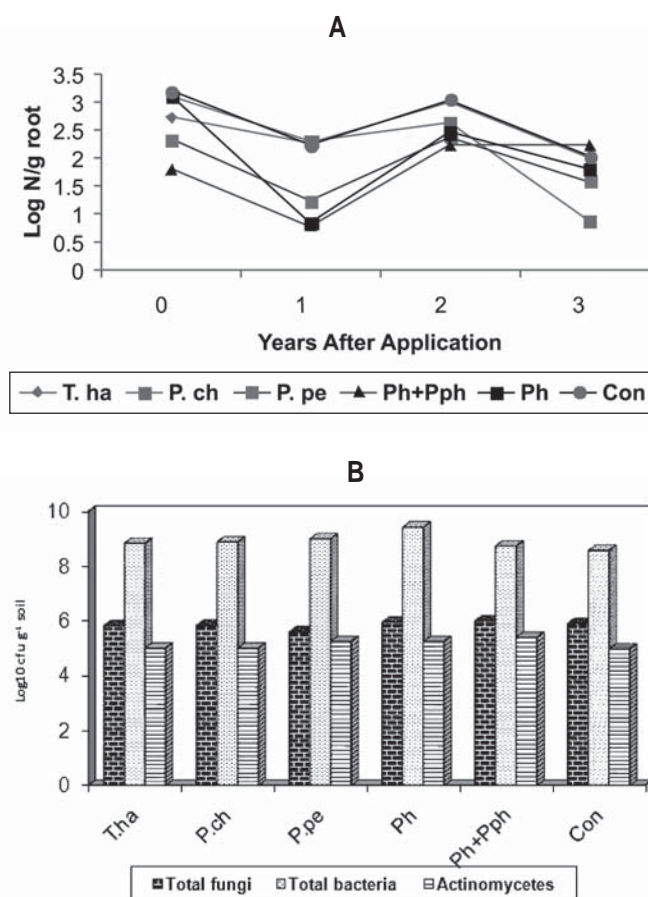 A
3.5
3
2.5
2
1.5
1
0.5
0
Log N/g root
0 1 2 3
Years After Application
T. ha P. ch P. pe Ph+Pph Ph Con
B
10
8
6
4
2
0
Log10 cfu g⁻¹ soil
T.ha P.ch P.pe Ph Ph+Pph Con
Total fungi Total bacteria Actinomycetes